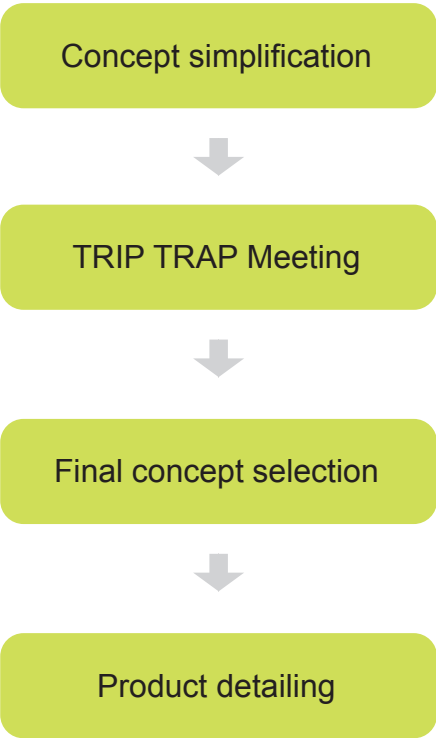 Concept simplification
TRIP TRAP Meeting
Final concept selection
Product detailing